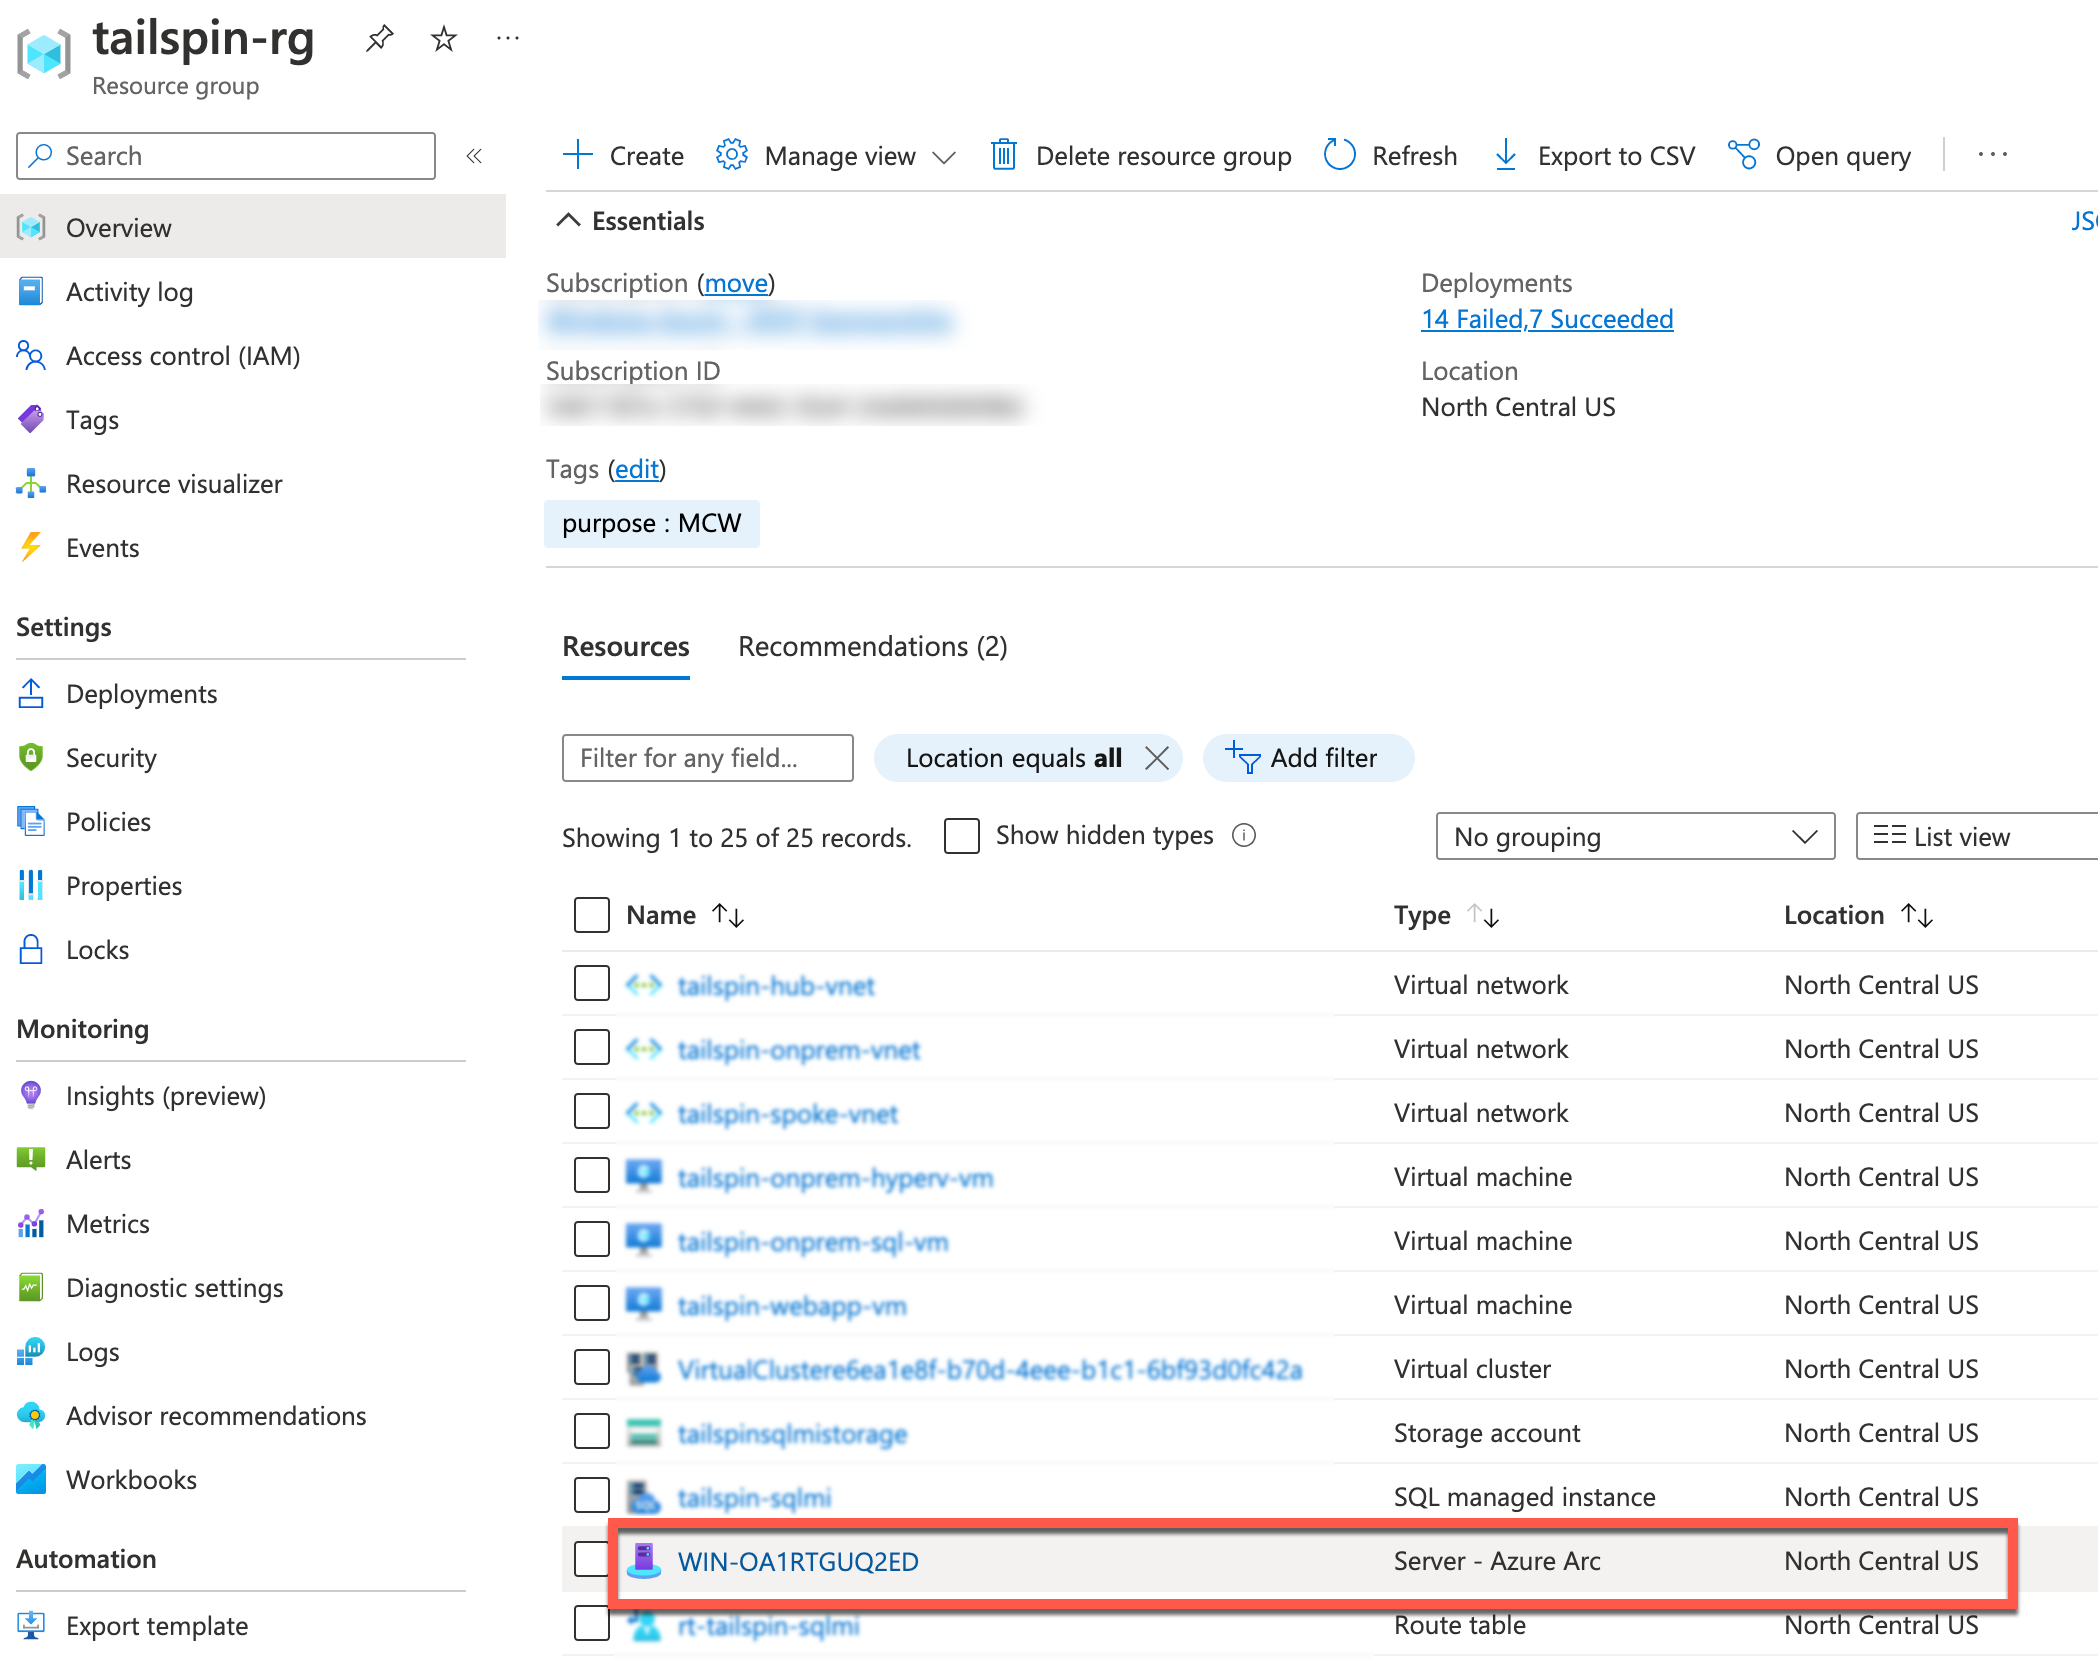 tailspin-rg
Resource group
Search
«
Overview
Activity log
Access control (IAM)
Tags
Resource visualizer
Events
Settings
Deployments
Security
Policies
Properties
Locks
Monitoring
Insights (preview)
Alerts
Metrics
Diagnostic settings
Logs
Advisor recommendations
Workbooks
Automation
Export template
Create Manage view Delete resource group Refresh Export to CSV Open query
Essentials
Subscription (move)
Deployments
14 Failed,7 Succeeded
Subscription ID
Location
North Central US
Tags (edit)
purpose : MCW
Resources Recommendations (2)
Filter for any field... Location equals all Add filter
Showing 1 to 25 of 25 records. Show hidden types No grouping List view
Name Type Location
tailspin-hub-vnet Virtual network North Central US
tailspin-onprem-vnet Virtual network North Central US
tailspin-spoke-vnet Virtual network North Central US
tailspin-onprem-hyperv-vm Virtual machine North Central US
tailspin-onprem-sql-vm Virtual machine North Central US
tailspin-webapp-vm Virtual machine North Central US
VirtualClustere6ea1e8f-b70d-4eee-b1c1-6bf93d0fc42a Virtual cluster North Central US
tailspinsqlmistorage Storage account North Central US
tailspin-sqlmi SQL managed instance North Central US
WIN-OA1RTGUQ2ED Server - Azure Arc North Central US
rt-tailspin-sqlmi Route table North Central US